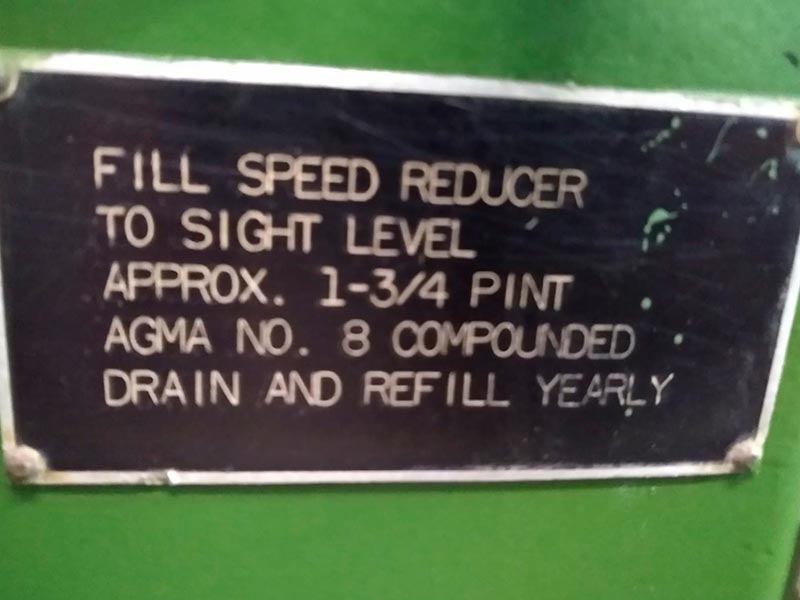 FILL SPEED REDUCER
TO SIGHT LEVEL
APPROX. 1-3/4 PINT
AGMA NO. 8 COMPOUNDED
DRAIN AND REFILL YEARLY